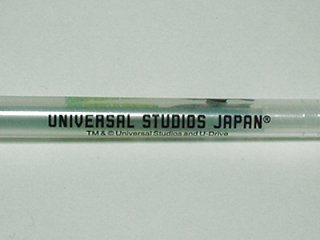 UNIVERSAL STUDIOS JAPAN®
TM & © Universal Studios and U-Drive